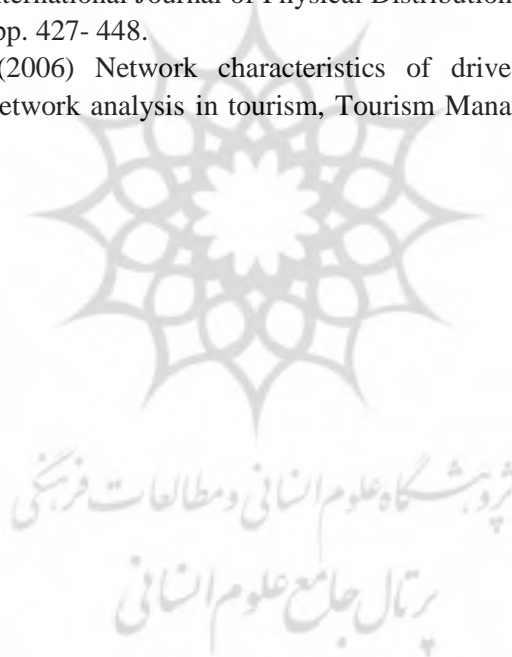 nternational Journal of Physical Distribution
pp. 427- 448.
(2006) Network characteristics of drive
etwork analysis in tourism, Tourism Mana
پژوهشگاه علوم انسانی و مطالعات فرهنگی
پرتال جامع علوم انسانی